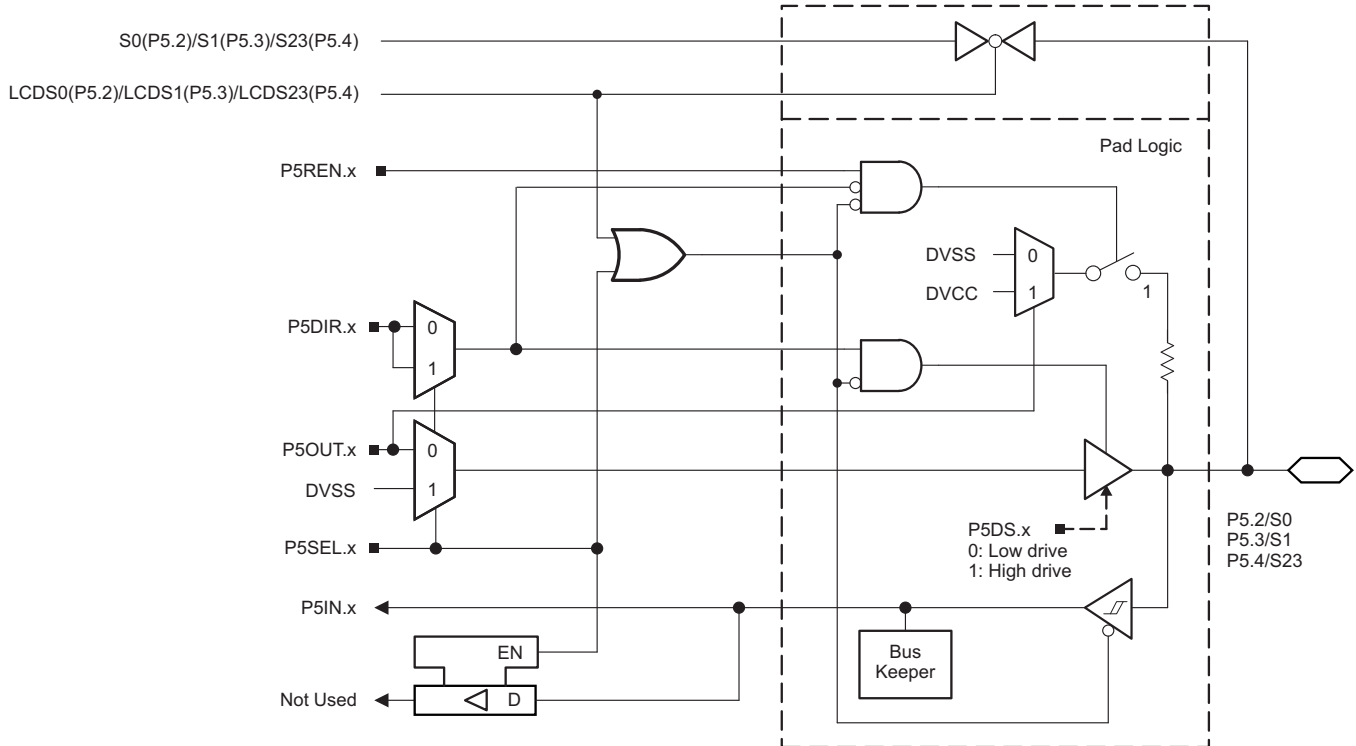 S0(P5.2)/S1(P5.3)/S23(P5.4)
LCDS0(P5.2)/LCDS1(P5.3)/LCDS23(P5.4)
Pad Logic
P5REN.x
DVSS
0
DVCC
1
1
P5DIR.x
0
1
P5OUT.x
0
DVSS
1
P5DS.x
0: Low drive
1: High drive
P5.2/S0
P5.3/S1
P5.4/S23
P5SEL.x
P5IN.x
EN
Bus
Keeper
Not Used
D